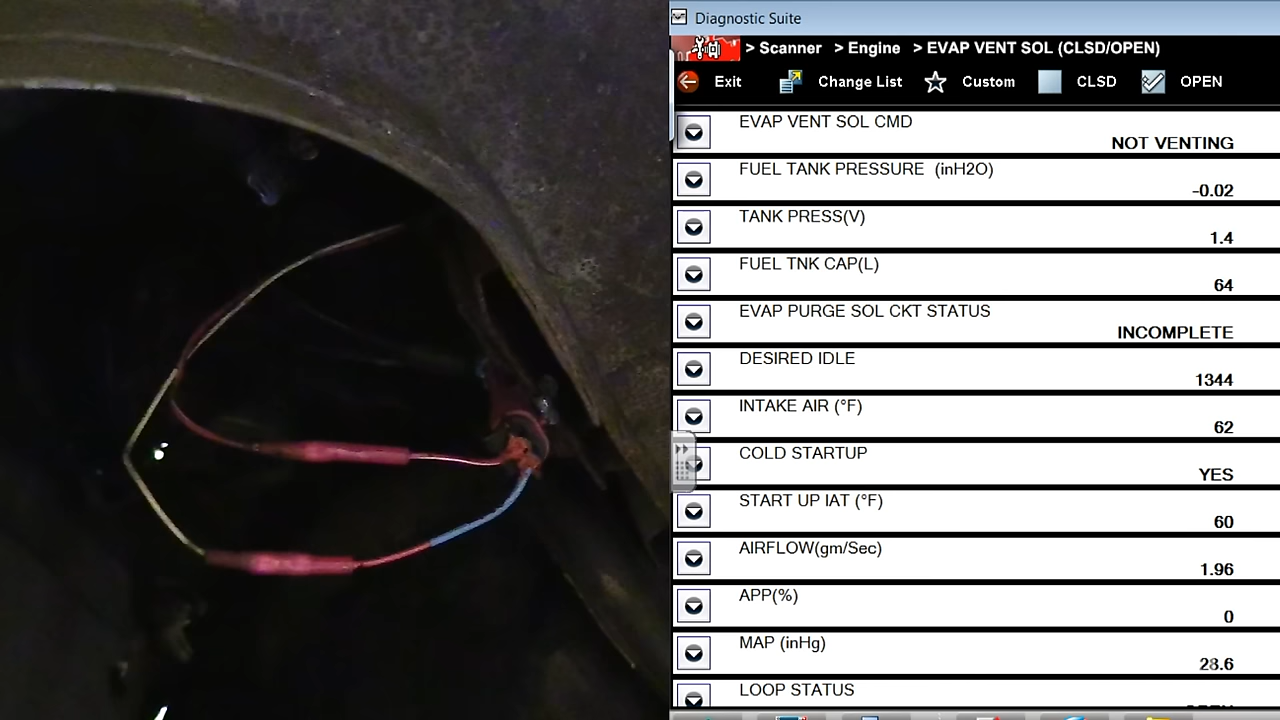 Diagnostic Suite
> Scanner > Engine > EVAP VENT SOL (CLSD/OPEN)
Exit Change List Custom CLSD OPEN
EVAP VENT SOL CMD
NOT VENTING
FUEL TANK PRESSURE (inH2O)
-0.02
TANK PRESS(V)
1.4
FUEL TNK CAP(L)
64
EVAP PURGE SOL CKT STATUS
INCOMPLETE
DESIRED IDLE
1344
INTAKE AIR (°F)
62
COLD STARTUP
YES
START UP IAT (°F)
60
AIRFLOW(gm/Sec)
1.96
APP(%)
0
MAP (inHg)
28.6
LOOP STATUS